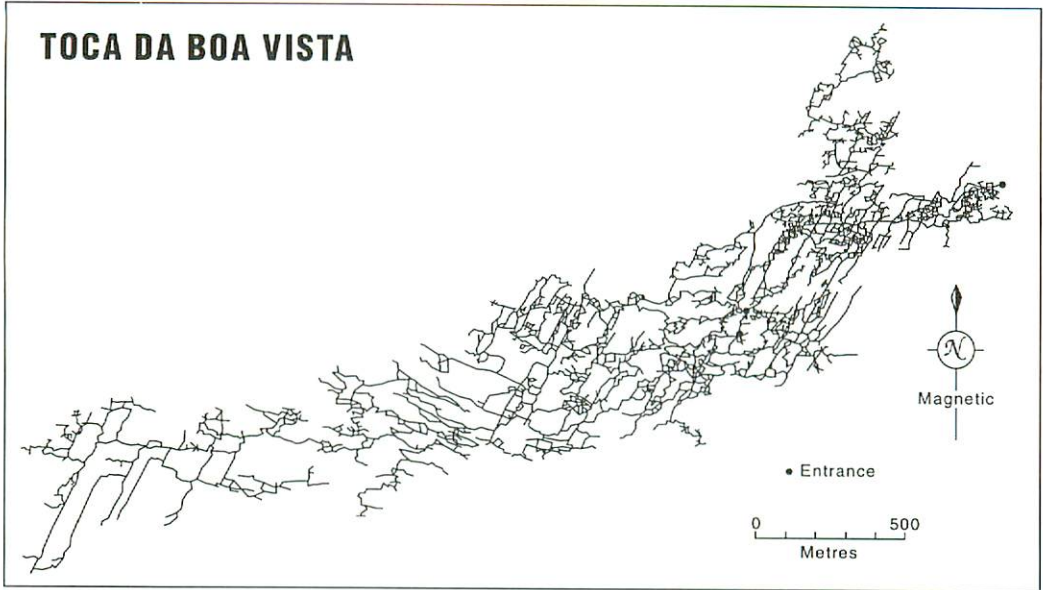 TOCA DA BOA VISTA
N
Magnetic
Entrance
0 500
Metres